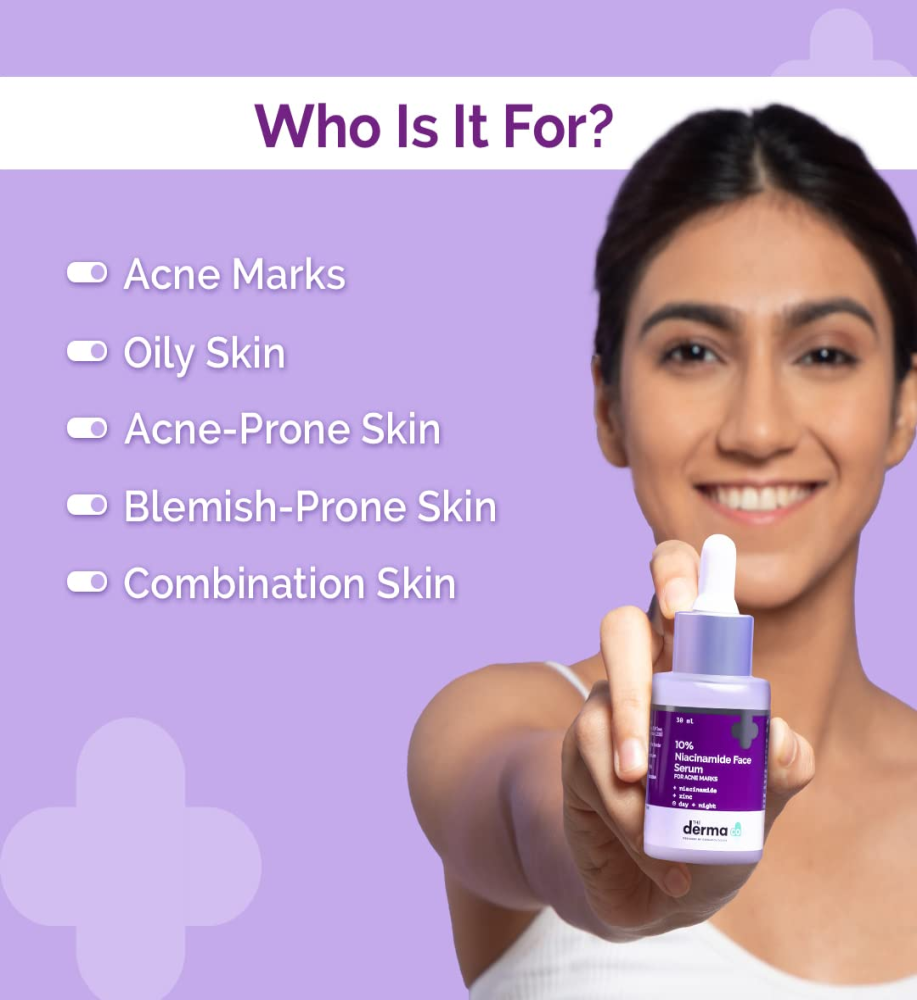 Who Is It For?
Acne Marks
Oily Skin
Acne-Prone Skin
Blemish-Prone Skin
Combination Skin
30 ml
10%
Niacinamide Face
Serum
FOR ACNE MARKS
+ niacinamide
+ zinc
day + night
THE
derma co